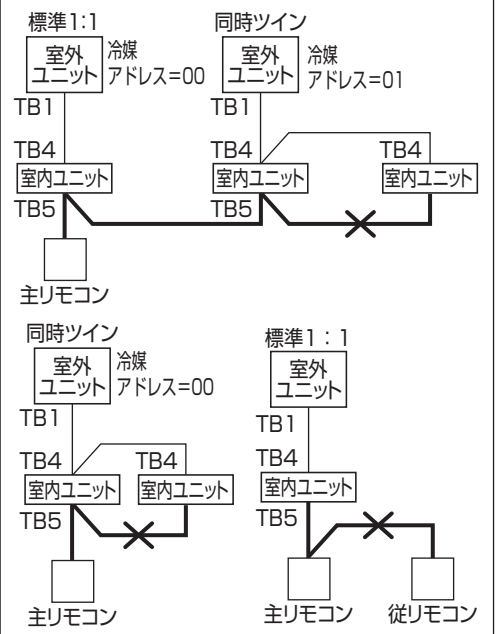 標準1:1
室外
ユニット
冷媒
アドレス=00
TB1
TB4
室内ユニット
TB5
主リモコン
同時ツイン
室外
ユニット
冷媒
アドレス=01
TB1
TB4
室内ユニット
TB5
TB4
室内ユニット
同時ツイン
室外
ユニット
冷媒
アドレス=00
TB1
TB4
室内ユニット
TB5
TB4
室内ユニット
主リモコン
標準1：1
室外
ユニット
TB1
TB4
室内ユニット
TB5
主リモコン
従リモコン